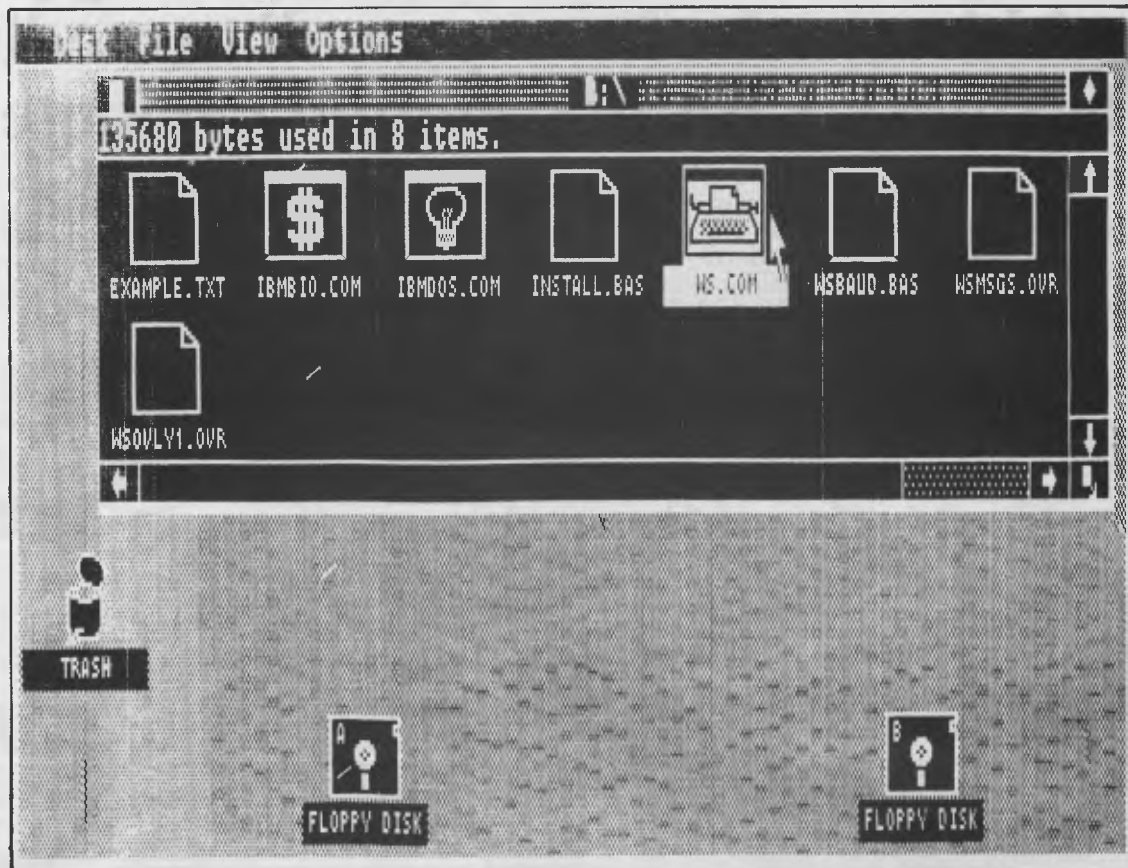 Desk File View Options
B:\
135680 bytes used in 8 items.
EXAMPLE.TXT IBMBIO.COM IBMDOS.COM INSTALL.BAS WS.COM WSBAUD.BAS WSMSGS.OVR
WSOVLY1.OVR
TRASH
A B
FLOPPY DISK FLOPPY DISK